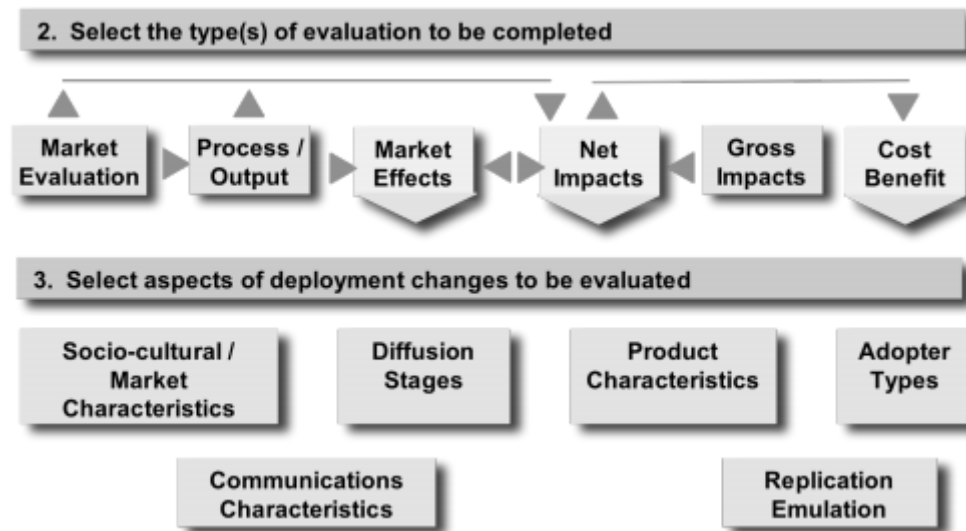 2. Select the type(s) of evaluation to be completed
Market
Evaluation
Process /
Output
Market
Effects
Net
Impacts
Gross
Impacts
Cost
Benefit
3. Select aspects of deployment changes to be evaluated
Socio-cultural /
Market
Characteristics
Diffusion
Stages
Product
Characteristics
Adopter
Types
Communications
Characteristics
Replication
Emulation